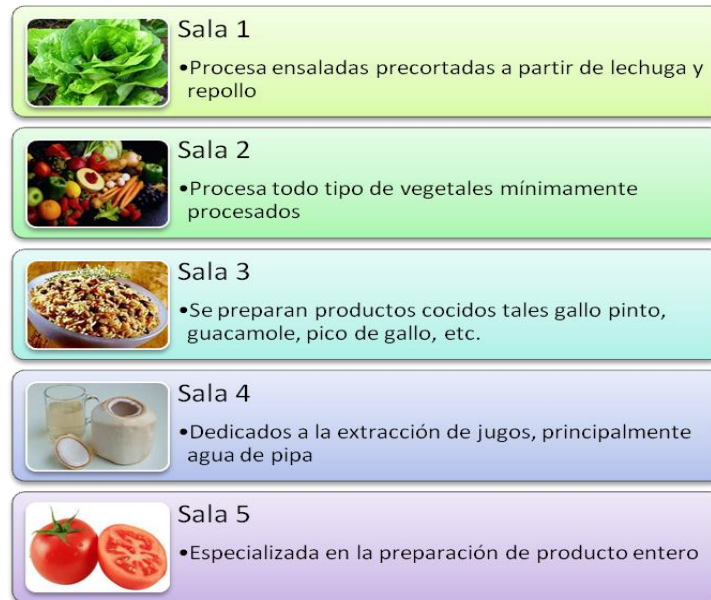 Sala 1
•Procesa ensaladas precortadas a partir de lechuga y
repollo
Sala 2
•Procesa todo tipo de vegetales mínimamente
procesados
Sala 3
•Se preparan productos cocidos tales gallo pinto,
guacamole, pico de gallo, etc.
Sala 4
•Dedicados a la extracción de jugos, principalmente
agua de pipa
Sala 5
•Especializada en la preparación de producto entero